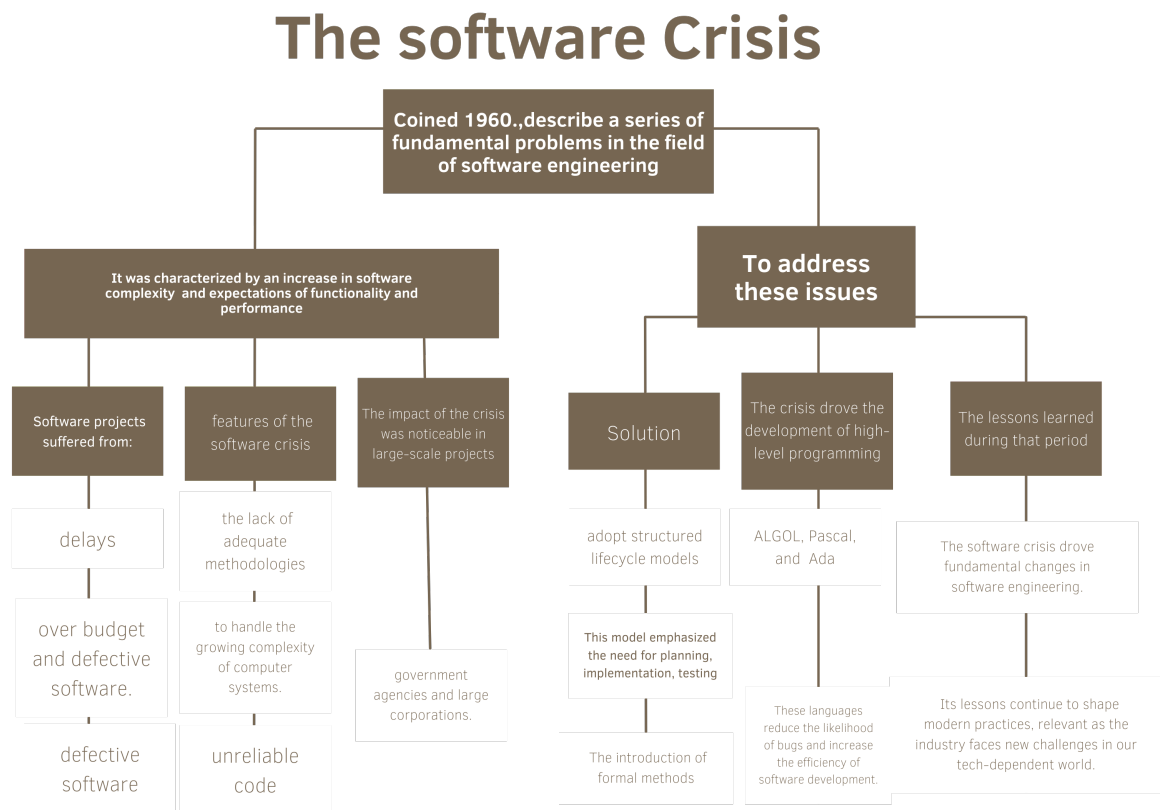 The software Crisis
Coined 1960.,describe a series of
fundamental problems in the field
of software engineering
It was characterized by an increase in software
complexity and expectations of functionality and
performance
Software projects
suffered from:
delays
over budget
and defective
software.
defective
software
features of the
software crisis
the lack of
adequate
methodologies
to handle the
growing complexity
of computer
systems.
unreliable
code
The impact of the crisis
was noticeable in
large-scale projects
government
agencies and large
corporations.
To address
these issues
Solution
adopt structured
lifecycle models
This model emphasized
the need for planning,
implementation, testing
The introduction of
formal methods
The crisis drove the
development of high-
level programming
ALGOL, Pascal,
and Ada
These languages
reduce the likelihood
of bugs and increase
the efficiency of
software development.
The lessons learned
during that period
The software crisis drove
fundamental changes in
software engineering.
Its lessons continue to shape
modern practices, relevant as the
industry faces new challenges in our
tech-dependent world.